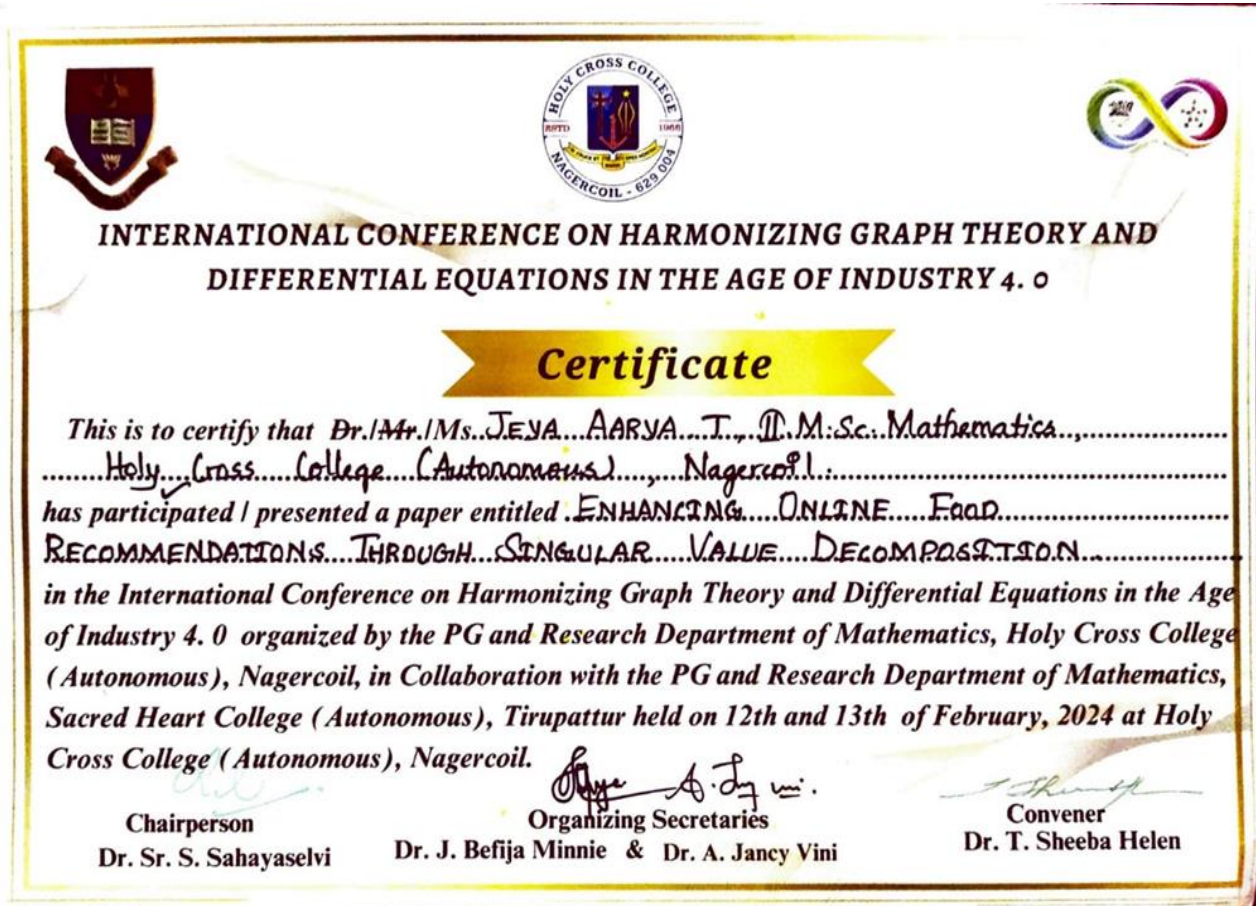 HOLY CROSS COLLEGE
ESTD 1965
NAGERCOIL - 629 004
INTERNATIONAL CONFERENCE ON HARMONIZING GRAPH THEORY AND
DIFFERENTIAL EQUATIONS IN THE AGE OF INDUSTRY 4. 0
Certificate
This is to certify that Dr./Mr./Ms. JEYA AARYA T., II M.Sc. Mathematics,
Holy Cross College (Autonomous), Nagercoil.
has participated / presented a paper entitled ENHANCING ONLINE FOOD
RECOMMENDATIONS THROUGH SINGULAR VALUE DECOMPOSITION
in the International Conference on Harmonizing Graph Theory and Differential Equations in the Age
of Industry 4. 0 organized by the PG and Research Department of Mathematics, Holy Cross College
(Autonomous), Nagercoil, in Collaboration with the PG and Research Department of Mathematics,
Sacred Heart College (Autonomous), Tirupattur held on 12th and 13th of February, 2024 at Holy
Cross College (Autonomous), Nagercoil.
Chairperson
Dr. Sr. S. Sahayaselvi
Organizing Secretaries
Dr. J. Befija Minnie & Dr. A. Jancy Vini
Convener
Dr. T. Sheeba Helen